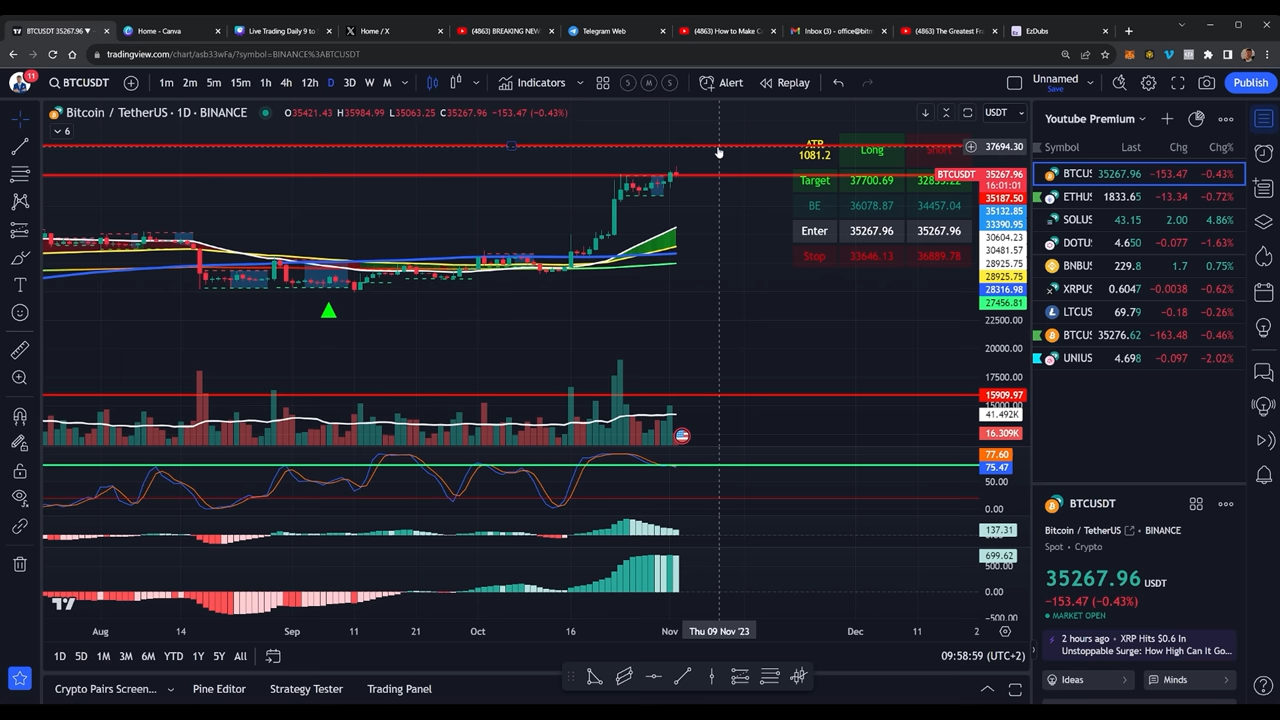 BTCUSDT 35267.96 ▼
Home - Canva
Live Trading Daily 9 to
Home / X
(4863) BREAKING NEW
Telegram Web
(4863) How to Make C
Inbox (3) - office@bitm
(4863) The Greatest Fra
EzDubs
tradingview.com/chart/asb33wFa/?symbol=BINANCE%3ABTCUSDT
11
BTCUSDT
1m 2m 5m 15m 1h 4h 12h D 3D W M
Indicators
S M S
Alert
Replay
Unnamed
Save
Publish
Bitcoin / TetherUS · 1D · BINANCE
O35421.43 H35984.99 L35063.25 P35267.96 −153.47 (−0.43%)
USDT
6
ATR
1081.2
Long
Short
Target 37700.69 32835.22
BE 36078.87 34457.04
Enter 35267.96 35267.96
Stop 33646.13 36889.78
37694.30
BTCUSDT 35267.96
16:01:01
35187.50
35132.85
33390.95
30604.23
30481.57
28925.75
28925.75
28316.98
27456.81
22500.00
20000.00
17500.00
15909.97
15000.00
41.492K
16.309K
77.60
75.47
50.00
0.00
137.31
699.62
500.00
0.00
−500.00
Aug 14 Sep 11 21 Oct 16 Nov Thu 09 Nov '23 Dec 11 2
1D 5D 1M 3M 6M YTD 1Y 5Y All
09:58:59 (UTC+2)
Crypto Pairs Screen...
Pine Editor
Strategy Tester
Trading Panel
Youtube Premium
Symbol Last Chg Chg%
BTCUS 35267.96 −153.47 −0.43%
ETHUS 1833.65 −13.34 −0.72%
SOLUS 43.15 2.00 4.86%
DOTU 4.650 −0.077 −1.63%
BNBU 229.8 1.7 0.75%
XRPUS 0.6047 −0.0038 −0.62%
LTCUS 69.79 −0.18 −0.26%
BTCUS 35276.62 −163.48 −0.46%
UNIUS 4.698 −0.097 −2.02%
BTCUSDT
Bitcoin / TetherUS
BINANCE
Spot · Crypto
35267.96 USDT
−153.47 (−0.43%)
MARKET OPEN
2 hours ago · XRP Hits $0.6 In
Unstoppable Surge: How High Can It Go...
Ideas
Minds